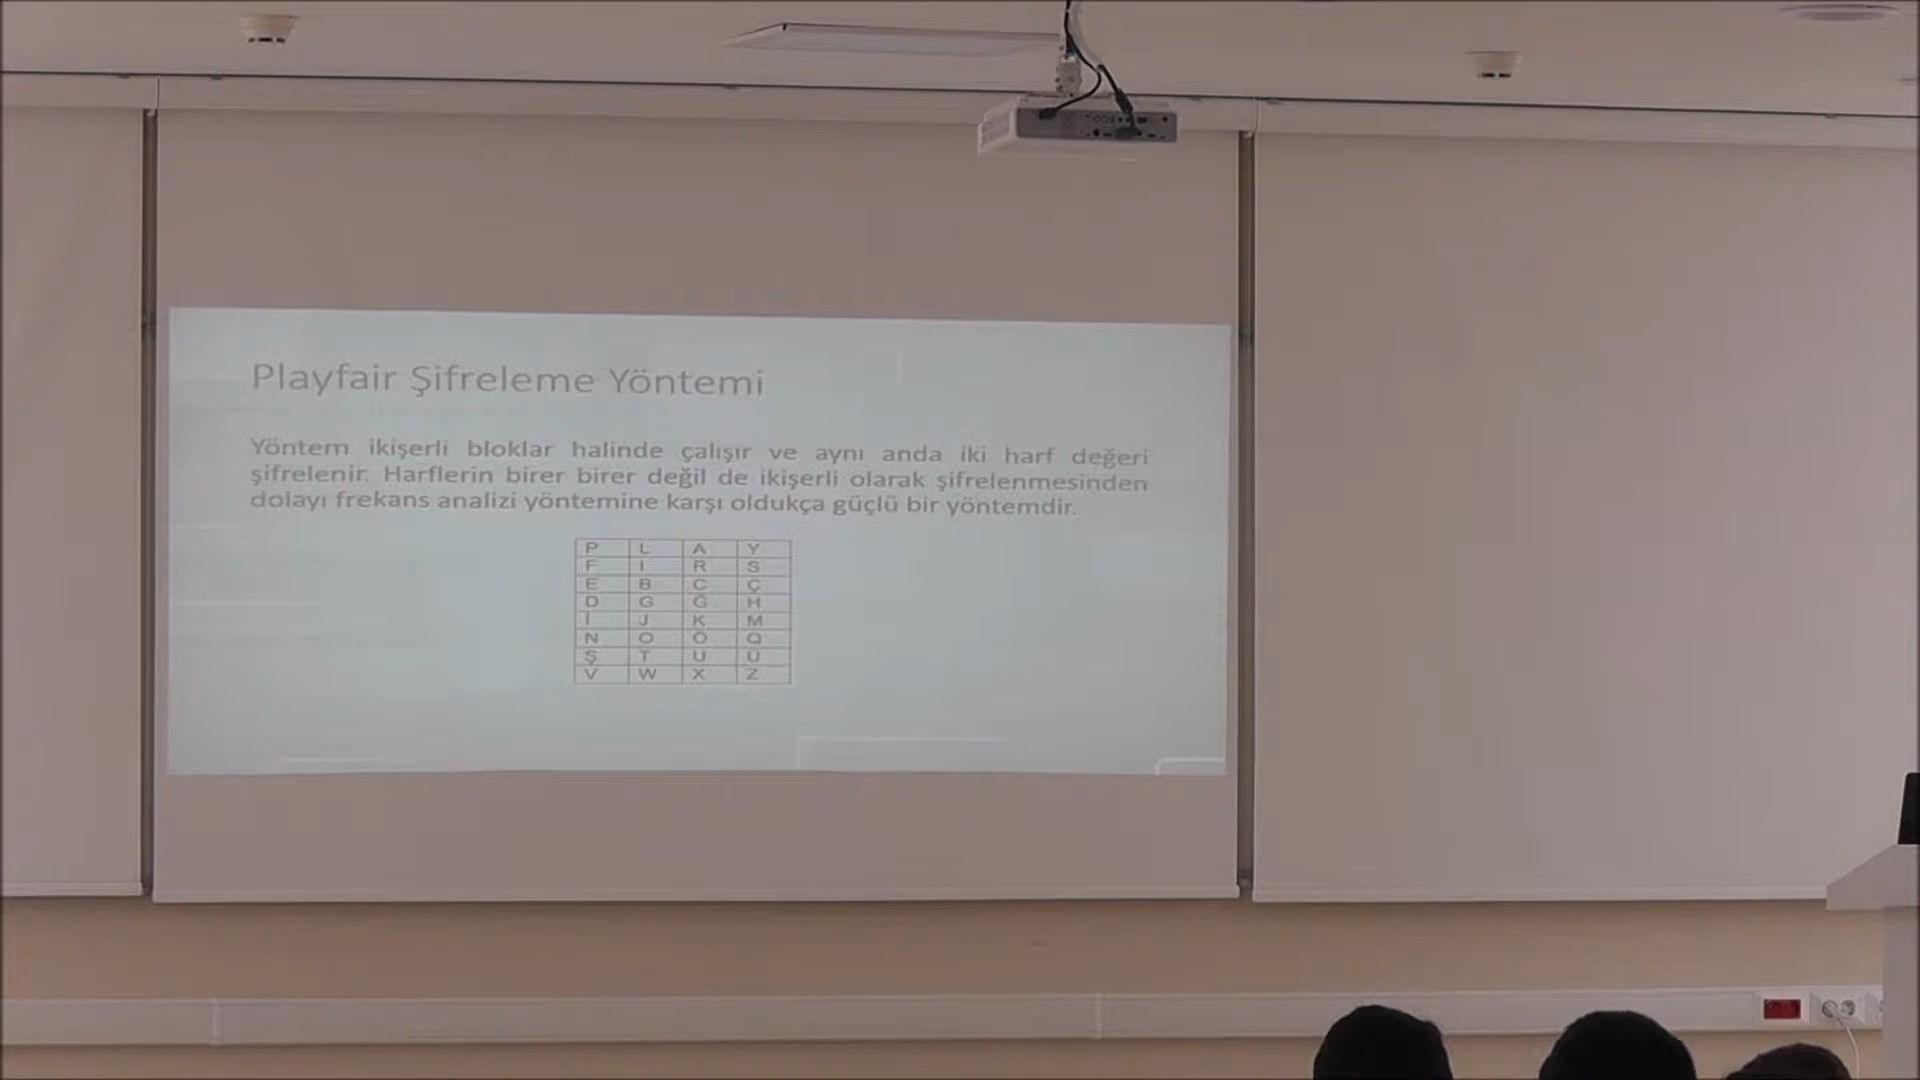 Playfair Şifreleme Yöntemi
Yöntem ikişerli bloklar halinde çalışır ve aynı anda iki harf değeri
şifrelenir. Harflerin birer birer değil de ikişerli olarak şifrelenmesinden
dolayı frekans analizi yöntemine karşı oldukça güçlü bir yöntemdir.
P L A Y
F I R S
E B C Ç
D G Ğ H
İ J K M
N O Ö Q
Ş T U Ü
V W X Z